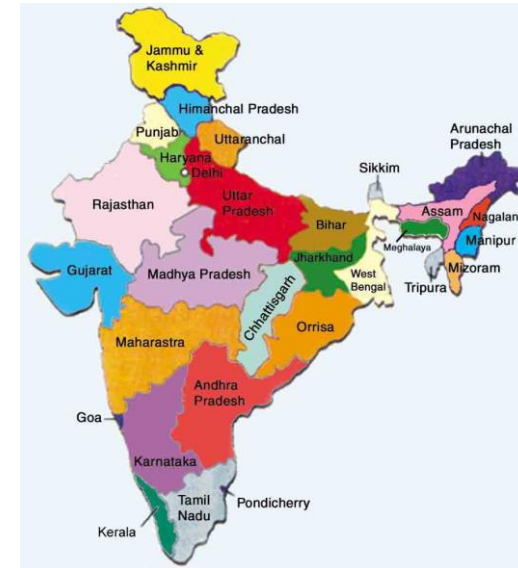 Jammu &
Kashmir
Himanchal Pradesh
Punjab
Uttaranchal
Haryana
Delhi
Arunachal
Pradesh
Sikkim
Rajasthan
Uttar
Pradesh
Bihar
Assam
Nagalan
Meghalaya
Manipur
Gujarat
Madhya Pradesh
Jharkhand
West
Bengal
Tripura
Mizoram
Chhattisgarh
Maharastra
Orrisa
Andhra
Pradesh
Goa
Karnataka
Tamil
Nadu
Pondicherry
Kerala